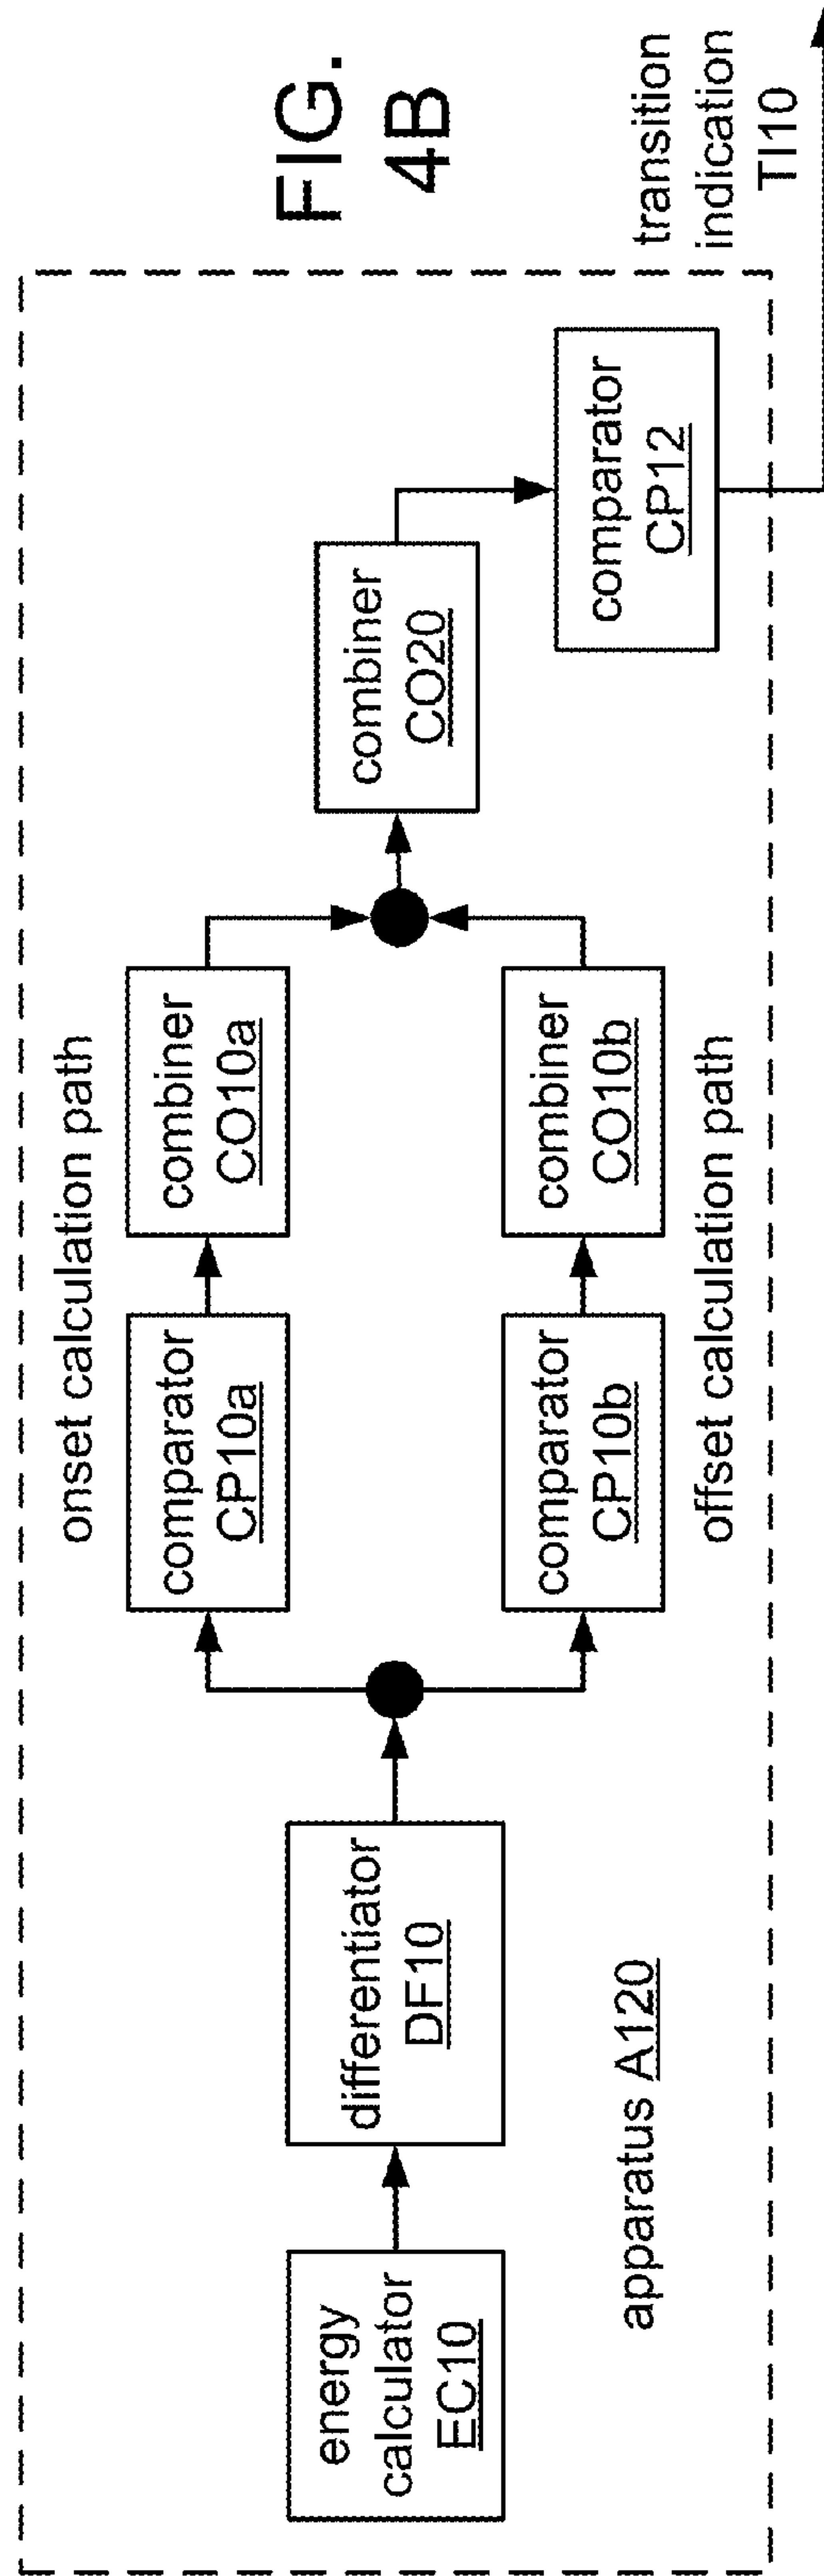 energy
calculator
EC10
differentiator
DF10
apparatus A120
onset calculation path
comparator
CP10a
combiner
CO10a
comparator
CP10b
combiner
CO10b
offset calculation path
combiner
CO20
comparator
CP12
transition
indication
TI10
FIG.
4B